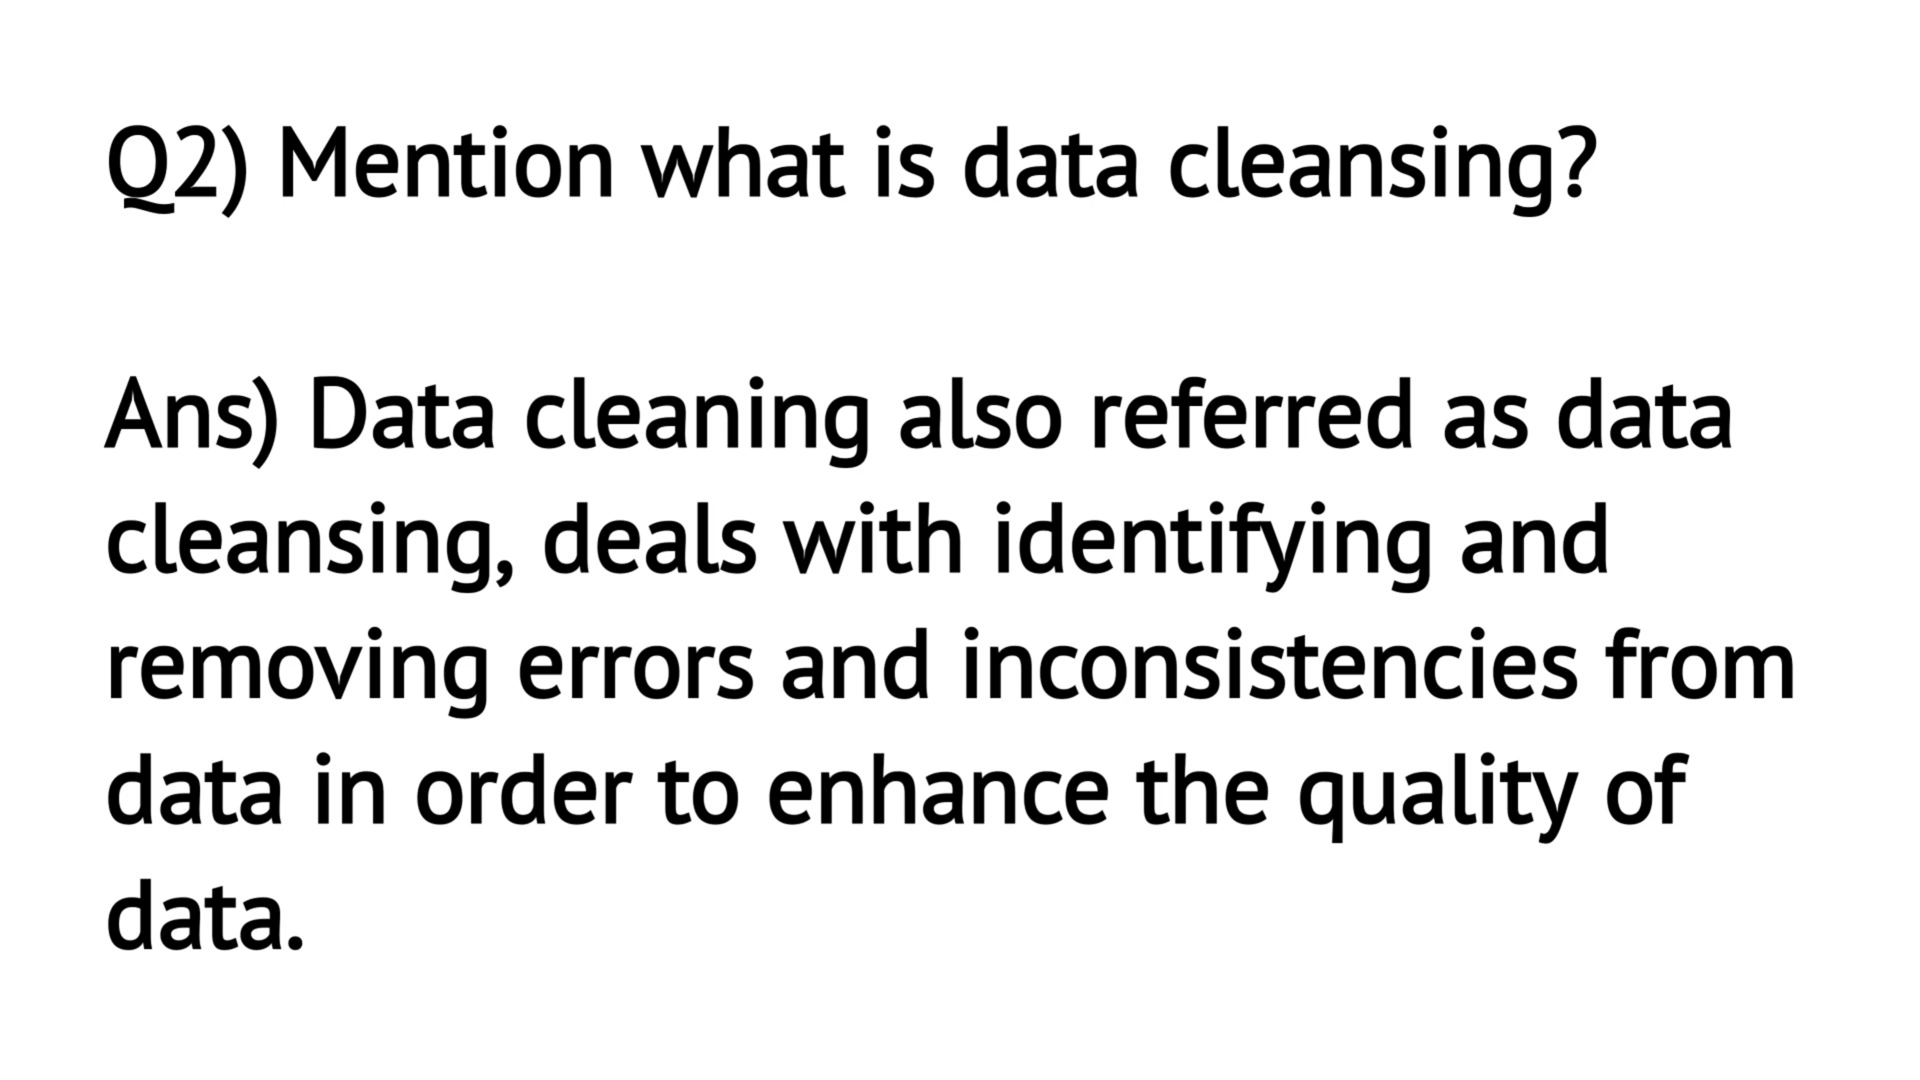 Q2) Mention what is data cleansing?
Ans) Data cleaning also referred as data
cleansing, deals with identifying and
removing errors and inconsistencies from
data in order to enhance the quality of
data.